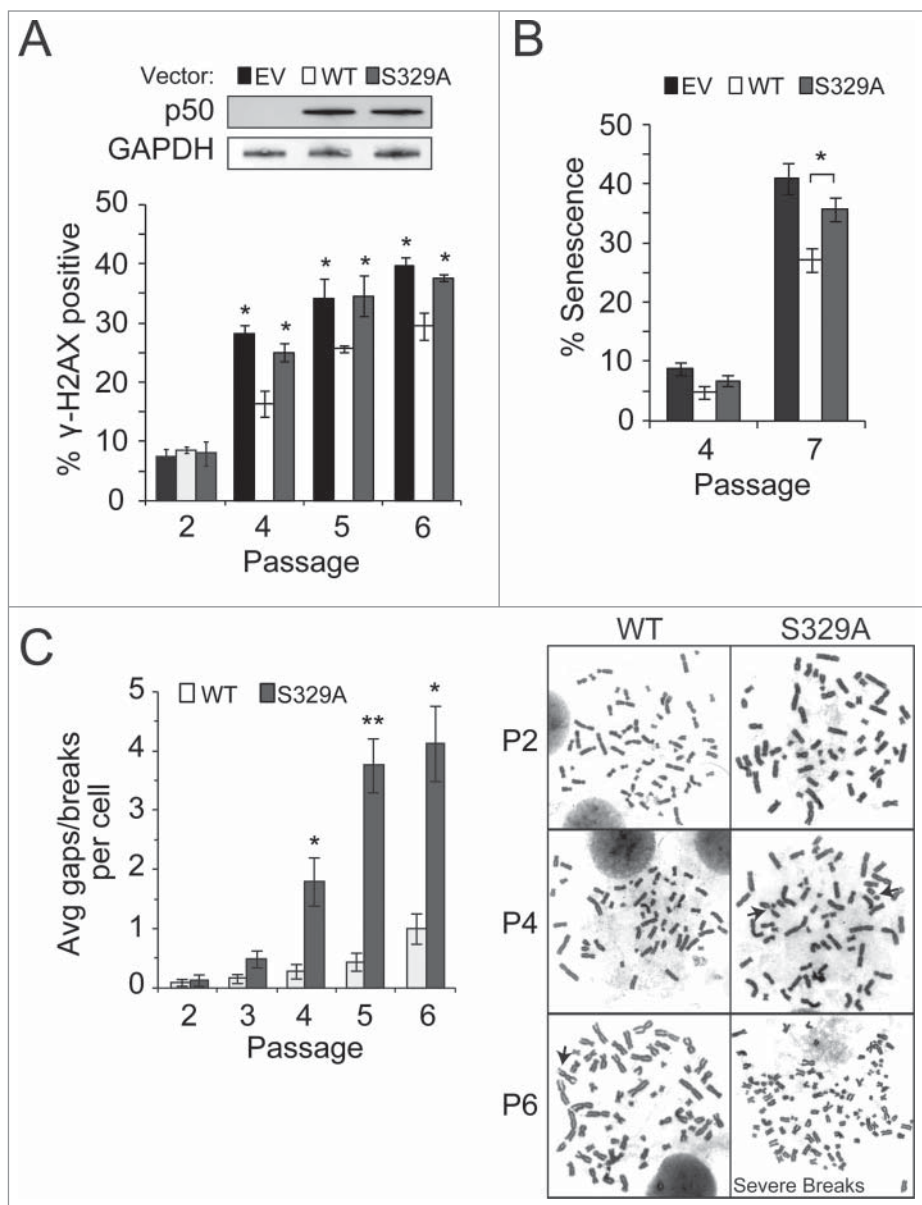 A
Vector: EV WT S329A
p50
GAPDH
% γ-H2AX positive
50
40
30
20
10
0
* * * * * *
2 4 5 6
Passage
B
EV WT S329A
% Senescence
50
40
30
20
10
0
*
4 7
Passage
C
WT S329A
Avg gaps/breaks
per cell
5
4
3
2
1
0
* ** *
2 3 4 5 6
Passage
WT S329A
P2
P4
P6
Severe Breaks